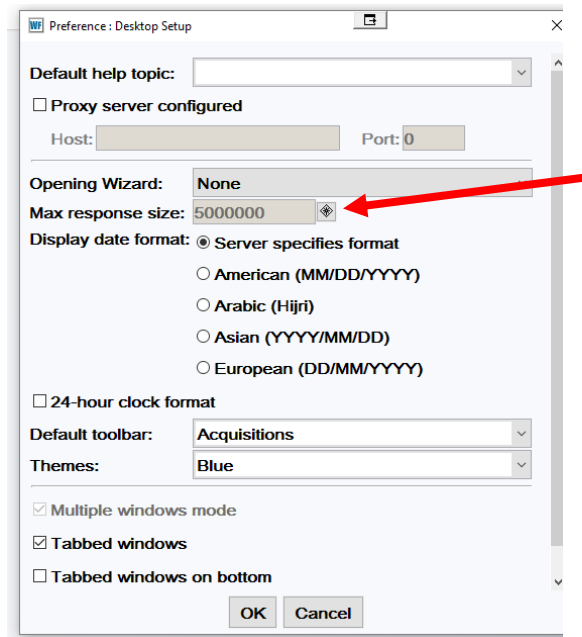 WF Preference : Desktop Setup
Default help topic:
Proxy server configured
Host: Port: 0
Opening Wizard: None
Max response size: 5000000
Display date format: Server specifies format
American (MM/DD/YYYY)
Arabic (Hijri)
Asian (YYYY/MM/DD)
European (DD/MM/YYYY)
24-hour clock format
Default toolbar: Acquisitions
Themes: Blue
Multiple windows mode
Tabbed windows
Tabbed windows on bottom
OK Cancel